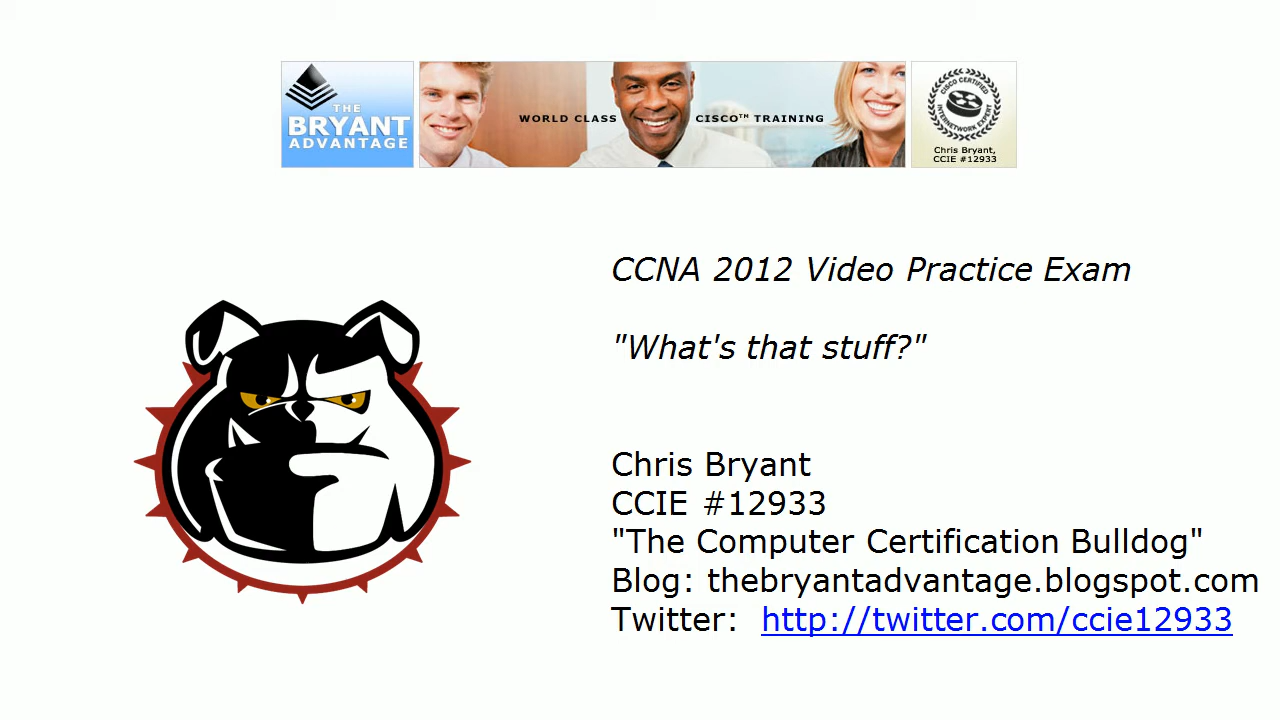 THE
BRYANT
ADVANTAGE
WORLD CLASS CISCO™ TRAINING
CISCO CERTIFIED
INTERNETWORK EXPERT
Chris Bryant,
CCIE #12933
CCNA 2012 Video Practice Exam
"What's that stuff?"
Chris Bryant
CCIE #12933
"The Computer Certification Bulldog"
Blog: thebryantadvantage.blogspot.com
Twitter: http://twitter.com/ccie12933